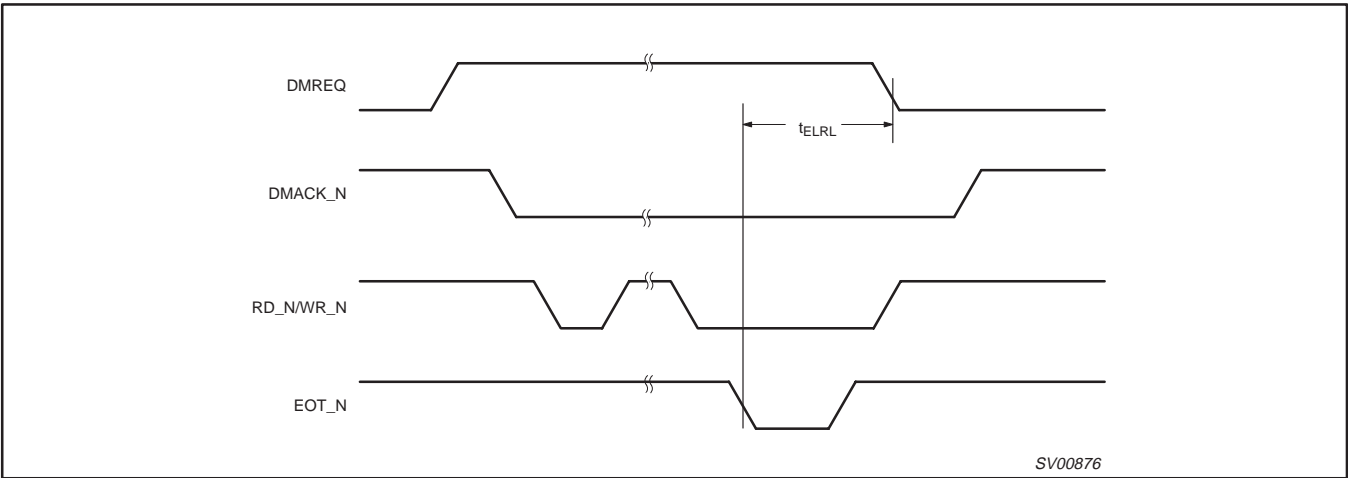 DMREQ
tELRL
DMACK_N
RD_N/WR_N
EOT_N
SV00876